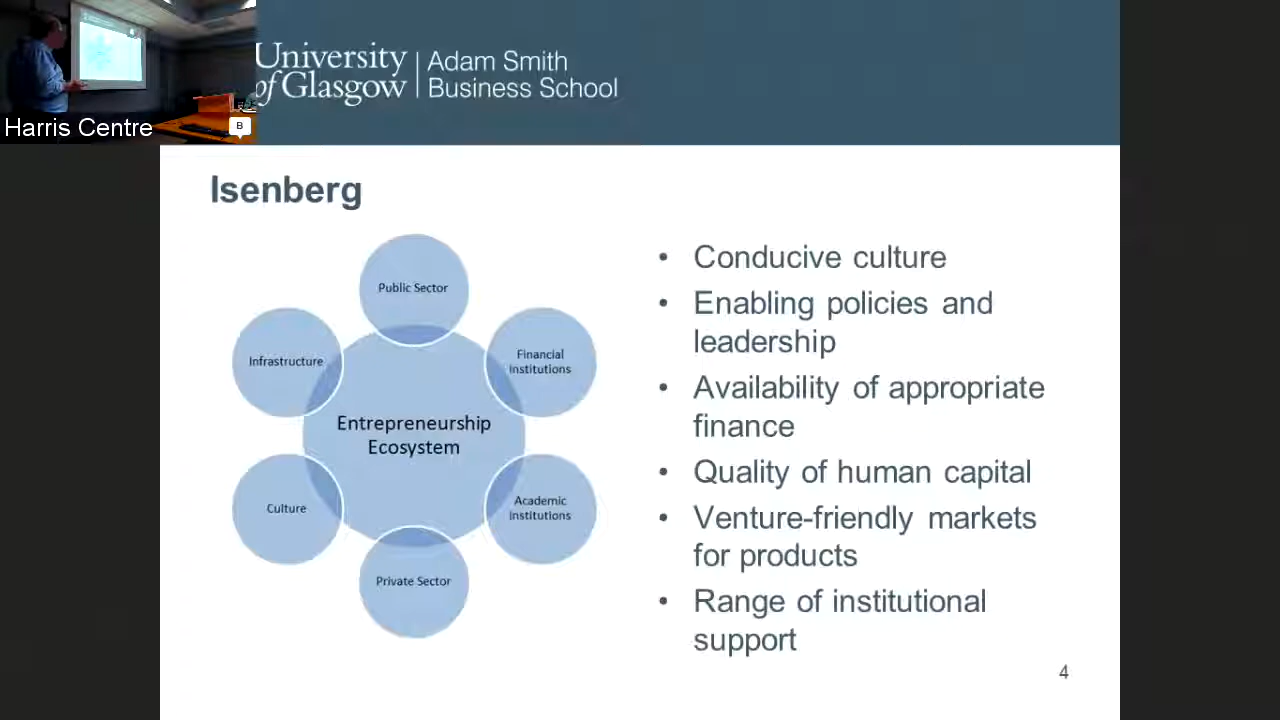 University
of Glasgow
Adam Smith
Business School
Harris Centre
B
Isenberg
Public Sector
Infrastructure
Financial
Institutions
Entrepreneurship
Ecosystem
Culture
Academic
Institutions
Private Sector
• Conducive culture
• Enabling policies and
leadership
• Availability of appropriate
finance
• Quality of human capital
• Venture-friendly markets
for products
• Range of institutional
support
4